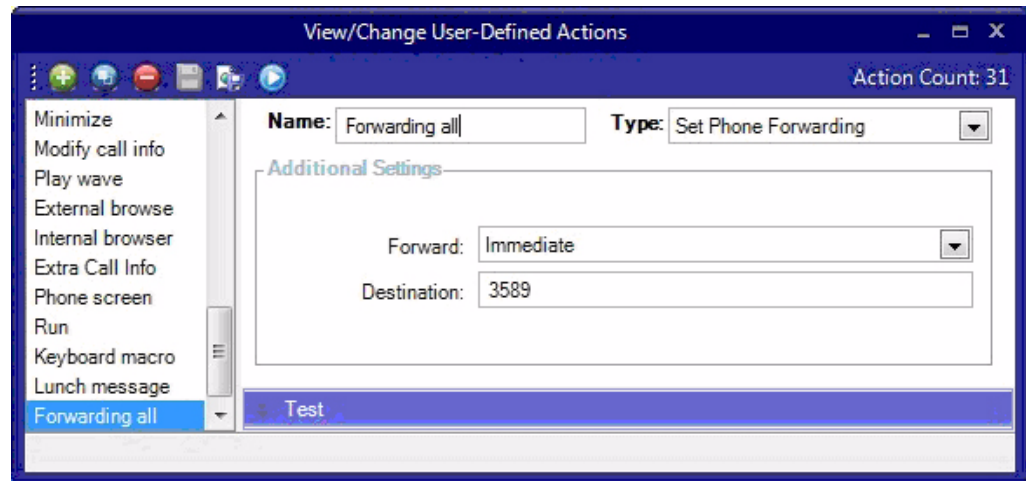 View/Change User-Defined Actions
Action Count: 31
Minimize
Modify call info
Play wave
External browse
Internal browser
Extra Call Info
Phone screen
Run
Keyboard macro
Lunch message
Forwarding all
Name: Forwarding all Type: Set Phone Forwarding
Additional Settings
Forward: Immediate
Destination: 3589
Test